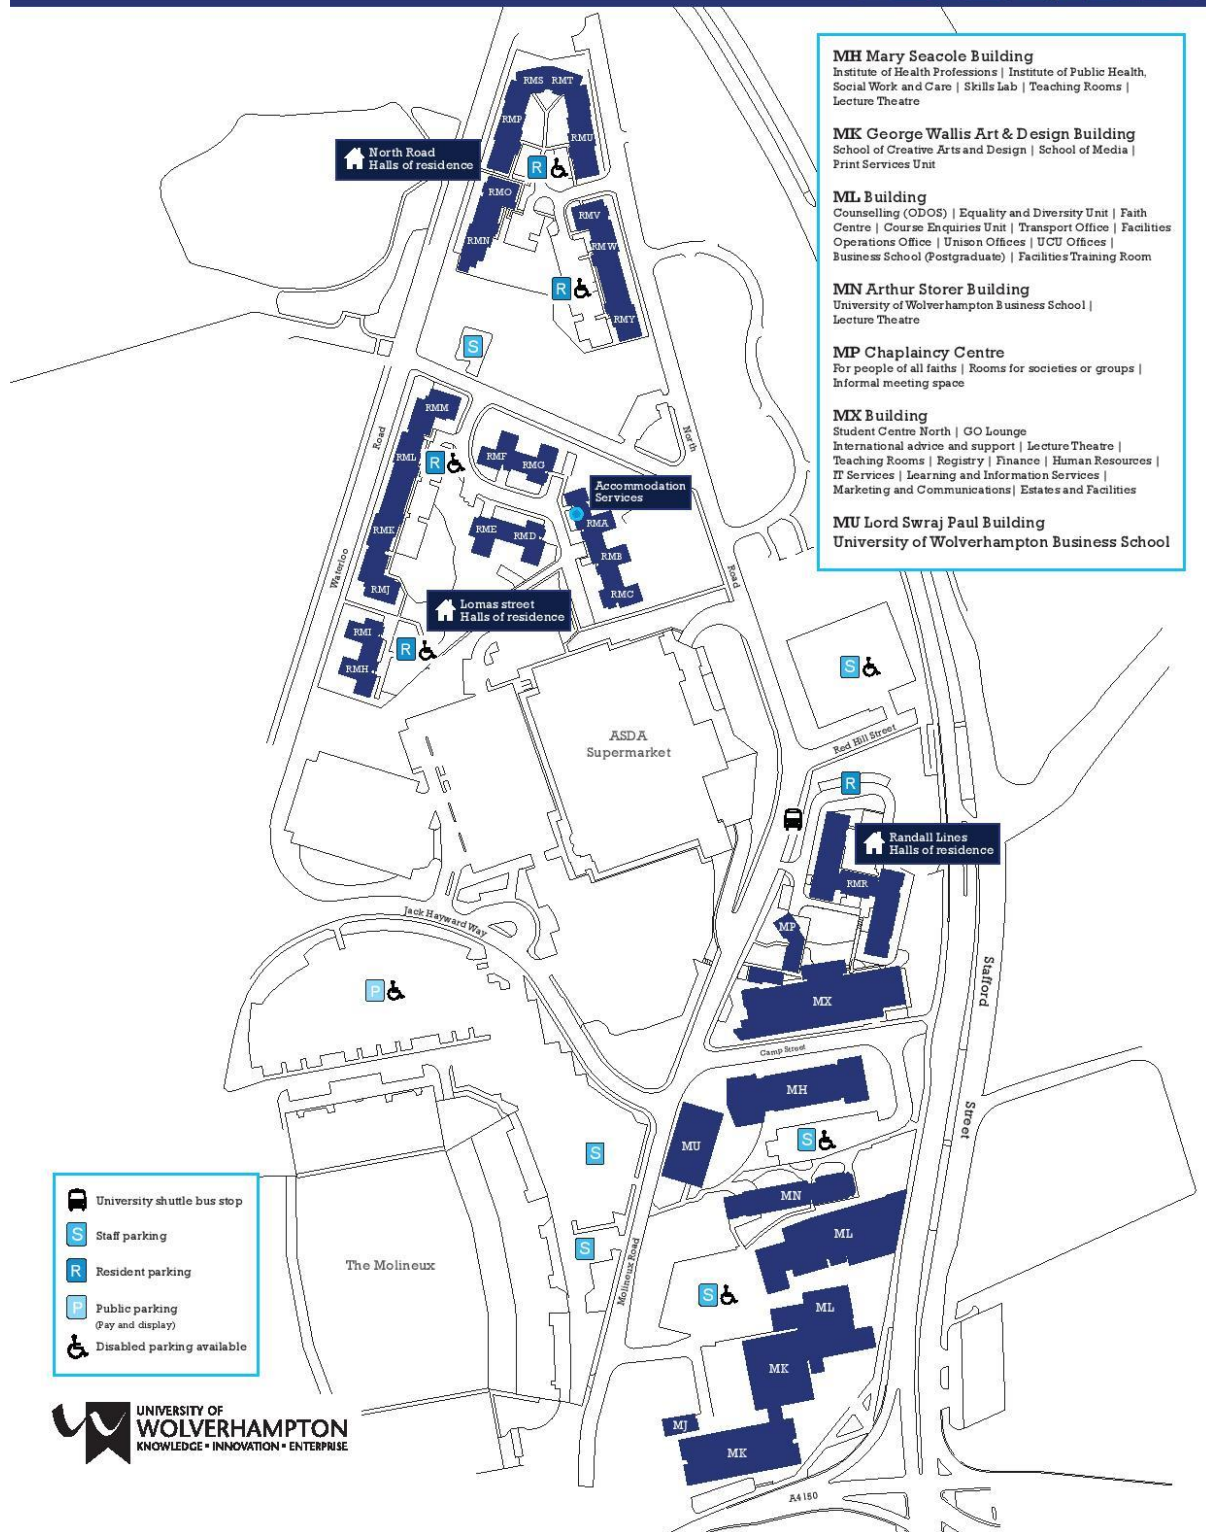 MH Mary Seacole Building
Institute of Health Professions | Institute of Public Health,
Social Work and Care | Skills Lab | Teaching Rooms |
Lecture Theatre
MK George Wallis Art & Design Building
School of Creative Arts and Design | School of Media |
Print Services Unit
ML Building
Counselling (ODOS) | Equality and Diversity Unit | Faith
Centre | Course Enquiries Unit | Transport Office | Facilities
Operations Office | Unison Offices | UCU Offices |
Business School (Postgraduate) | Facilities Training Room
MN Arthur Storer Building
University of Wolverhampton Business School |
Lecture Theatre
MP Chaplaincy Centre
For people of all faiths | Rooms for societies or groups |
Informal meeting space
MX Building
Student Centre North | GO Lounge
International advice and support | Lecture Theatre |
Teaching Rooms | Registry | Finance | Human Resources |
IT Services | Learning and Information Services |
Marketing and Communications| Estates and Facilities
MU Lord Swraj Paul Building
University of Wolverhampton Business School
RMS RMT
RMP
RMU
North Road
Halls of residence
R
RMO
RMV
RMN
RMW
R
RMY
S
RMM
Road
North
RML
R
RMF
RMG
Accommodation
Services
RMA
RMK
RME
RMD
RMB
Waterloo
Road
RMJ
RMC
Lomas street
Halls of residence
RMI
R
RMH
S
ASDA
Supermarket
Red Hill Street
R
Randall Lines
Halls of residence
RMR
Jack Hayward Way
MP
Stafford
P
MX
Camp Street
MH
Street
MU
S
S
MN
University shuttle bus stop
S
Staff parking
R
Resident parking
P
Public parking
(Pay and display)
Disabled parking available
The Molineux
S
Molineux Road
ML
S
ML
MK
MJ
MK
A4150
UNIVERSITY OF
WOLVERHAMPTON
KNOWLEDGE • INNOVATION • ENTERPRISE